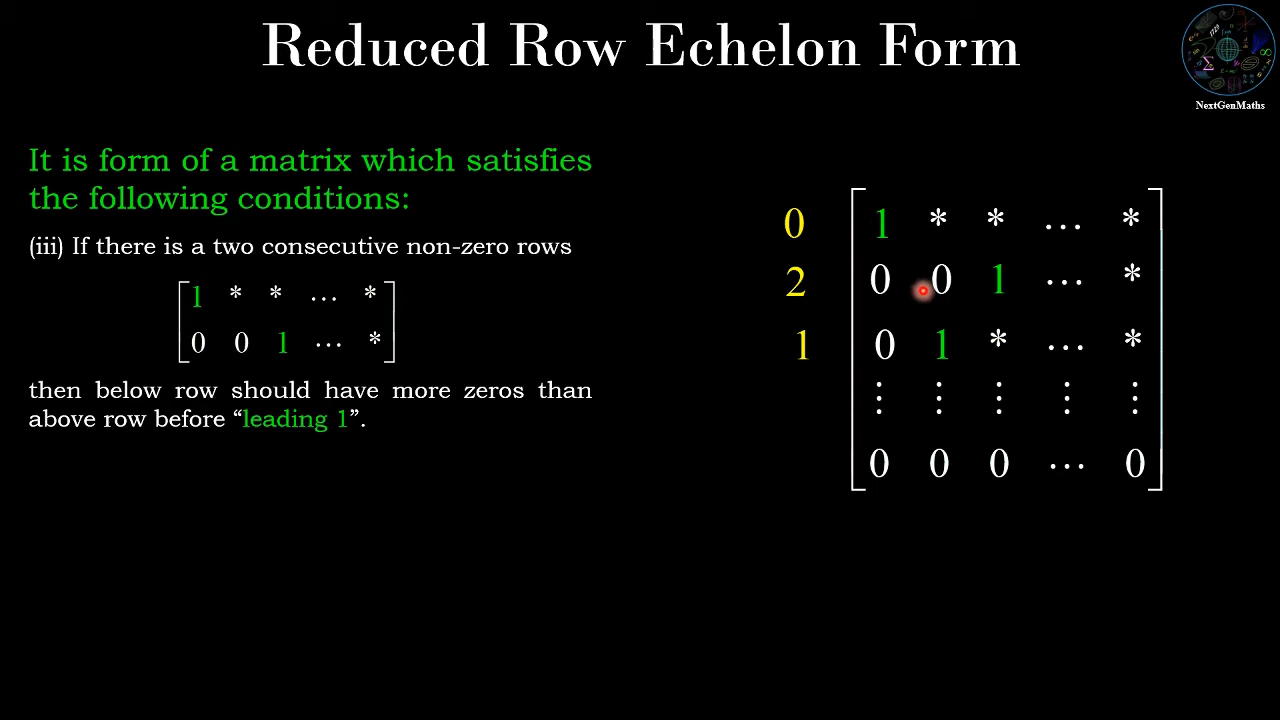 Reduced Row Echelon Form
NextGenMaths
It is form of a matrix which satisfies
the following conditions:
(iii) If there is a two consecutive non-zero rows
1 * * ... *
0 0 1 ... *
then below row should have more zeros than
above row before “leading 1”.
0 1 * * ... *
2 0 0 1 ... *
1 0 1 * ... *
⋮ ⋮ ⋮ ⋮ ⋮
0 0 0 ... 0